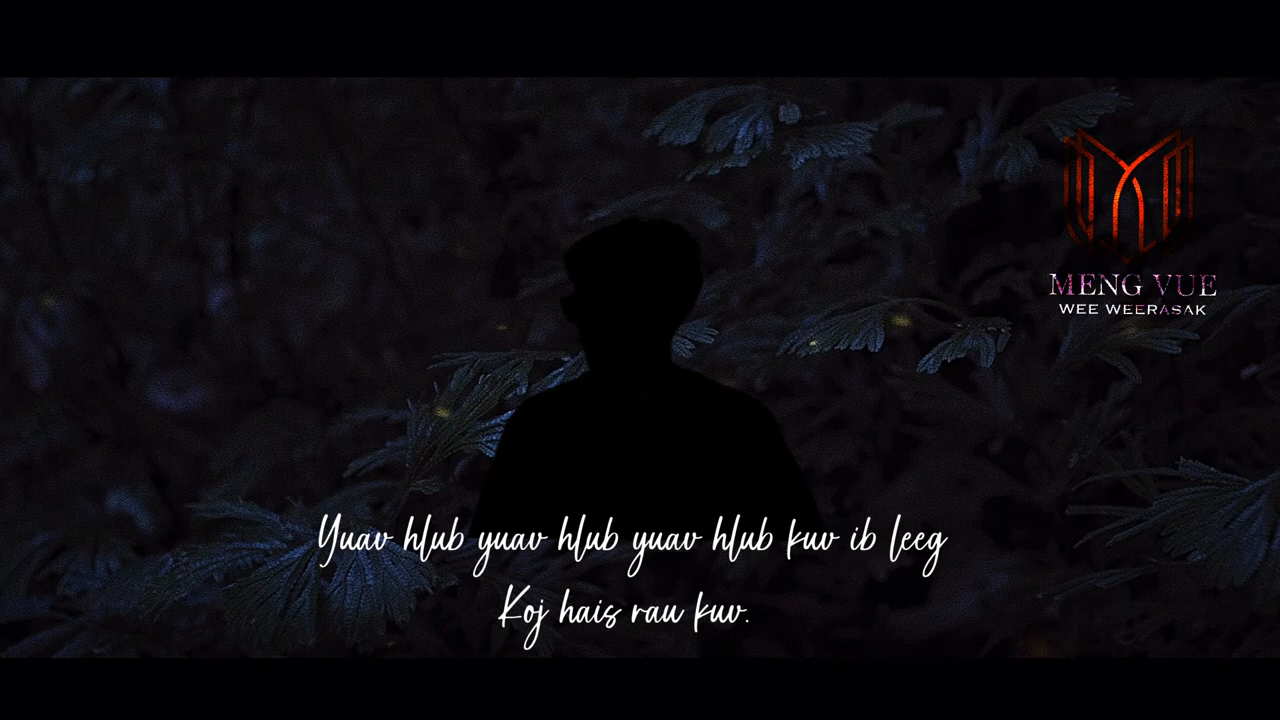 MENG VUE
WEE WEERASAK
Yuav hlub yuav hlub yuav hlub kuv ib leeg
Koj hais rau kuv.